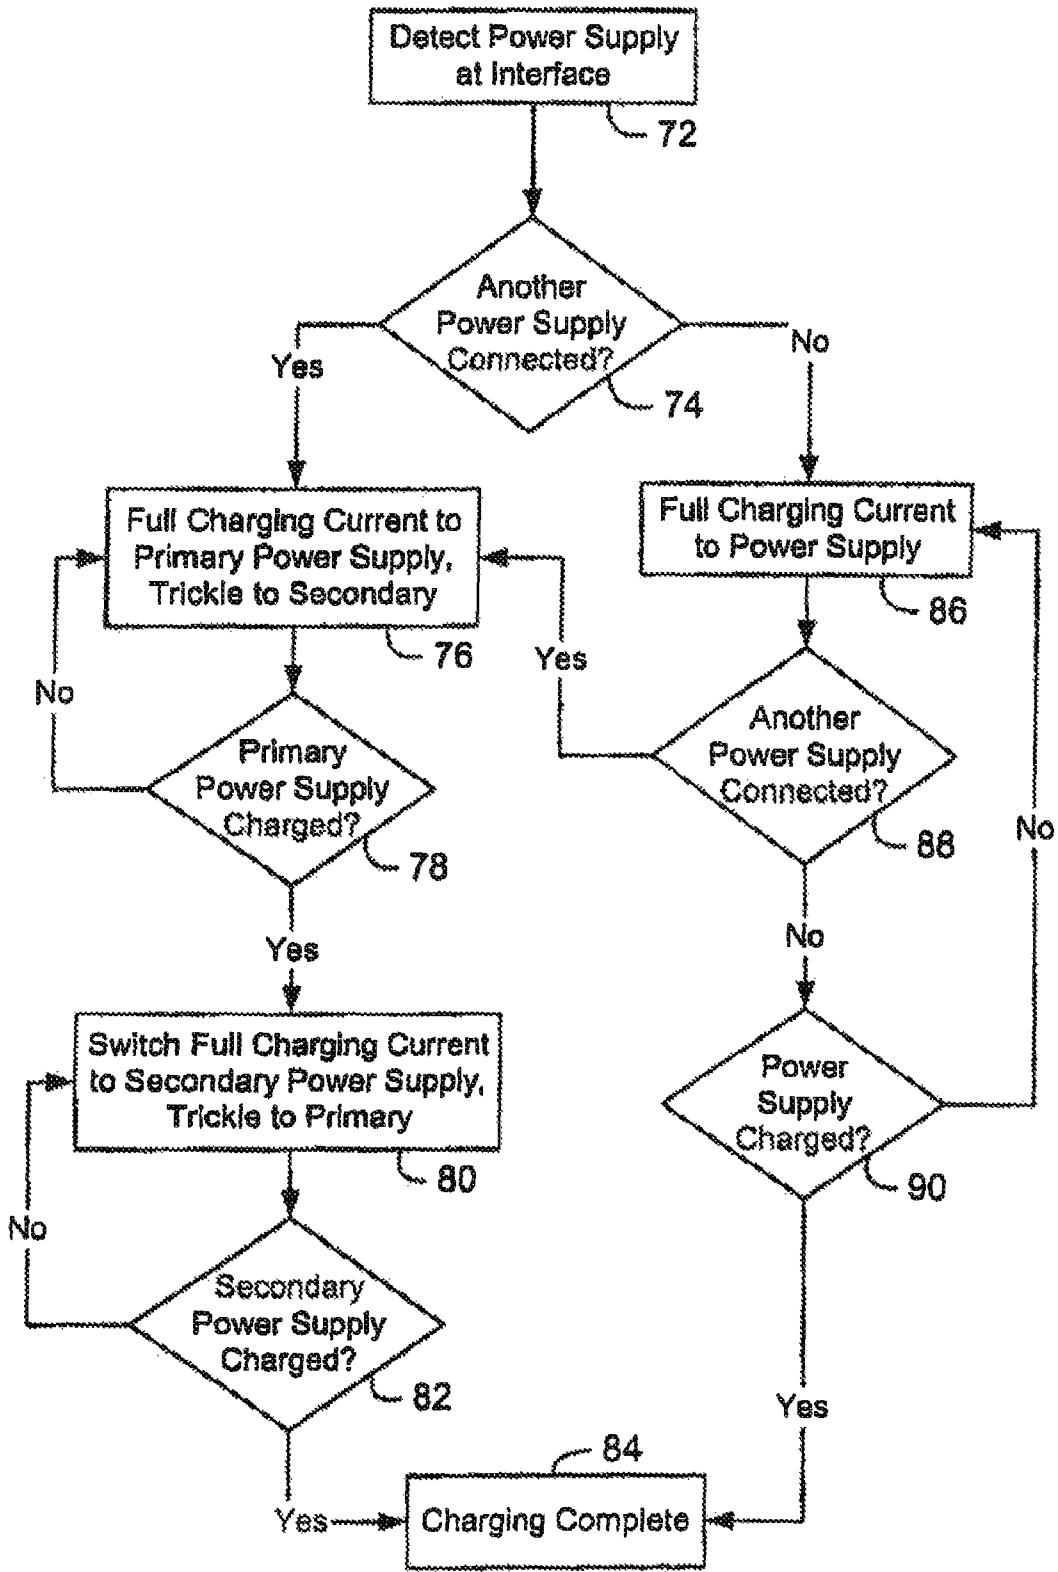 Detect Power Supply
at Interface
72
Another
Power Supply
Connected?
74
Yes
No
Full Charging Current to
Primary Power Supply,
Trickle to Secondary
76
Full Charging Current
to Power Supply
86
No
Yes
Primary
Power Supply
Charged?
78
Another
Power Supply
Connected?
88
No
Yes
No
Switch Full Charging Current
to Secondary Power Supply,
Trickle to Primary
80
Power
Supply
Charged?
90
No
Secondary
Power Supply
Charged?
82
Yes
Yes
84
Charging Complete